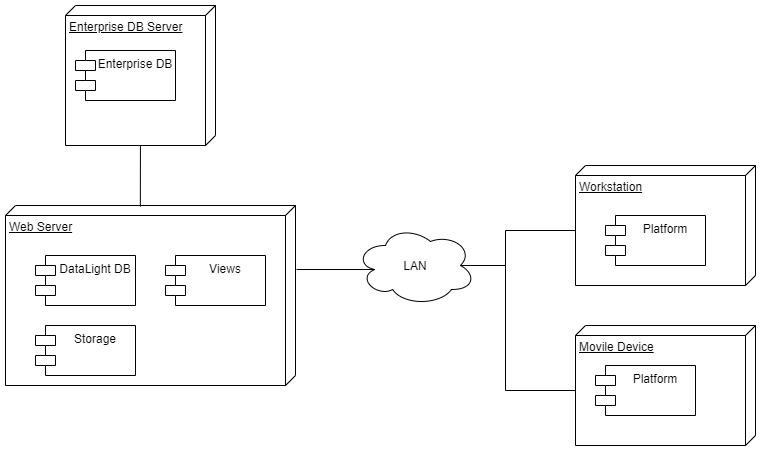 Enterprise DB Server
Enterprise DB
Web Server
DataLight DB
Views
Storage
LAN
Workstation
Platform
Movile Device
Platform